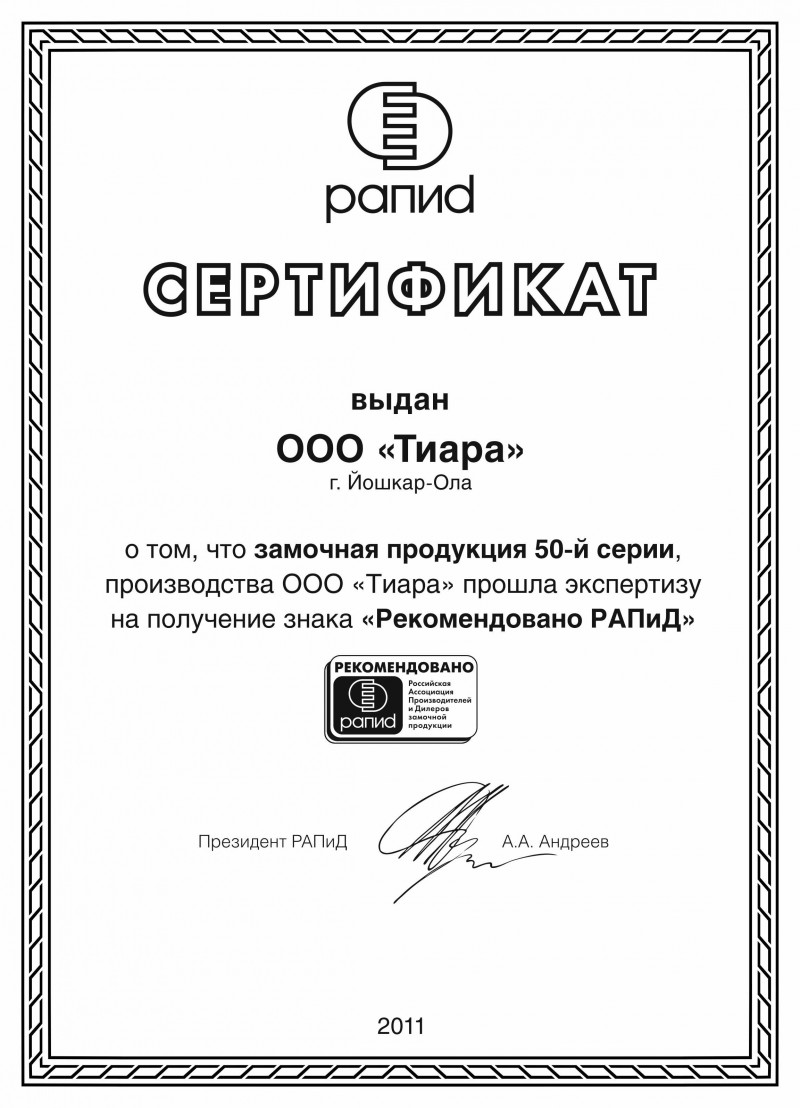 рапид
СЕРТИФИКАТ
выдан
ООО «Тиара»
г. Йошкар-Ола
о том, что замочная продукция 50-й серии,
производства ООО «Тиара» прошла экспертизу
на получение знака «Рекомендовано РАПиД»
РЕКОМЕНДОВАНО
рапид
Российская
Ассоциация
Производителей
и Дилеров
замочной
продукции
Президент РАПиД
А.А. Андреев
2011